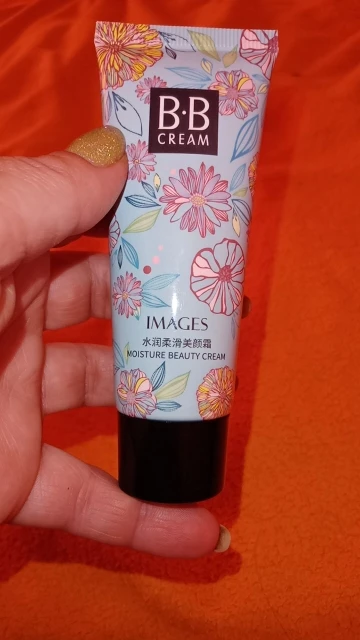 B·B
CREAM
IMAGES
水润柔滑美颜霜
MOISTURE BEAUTY CREAM